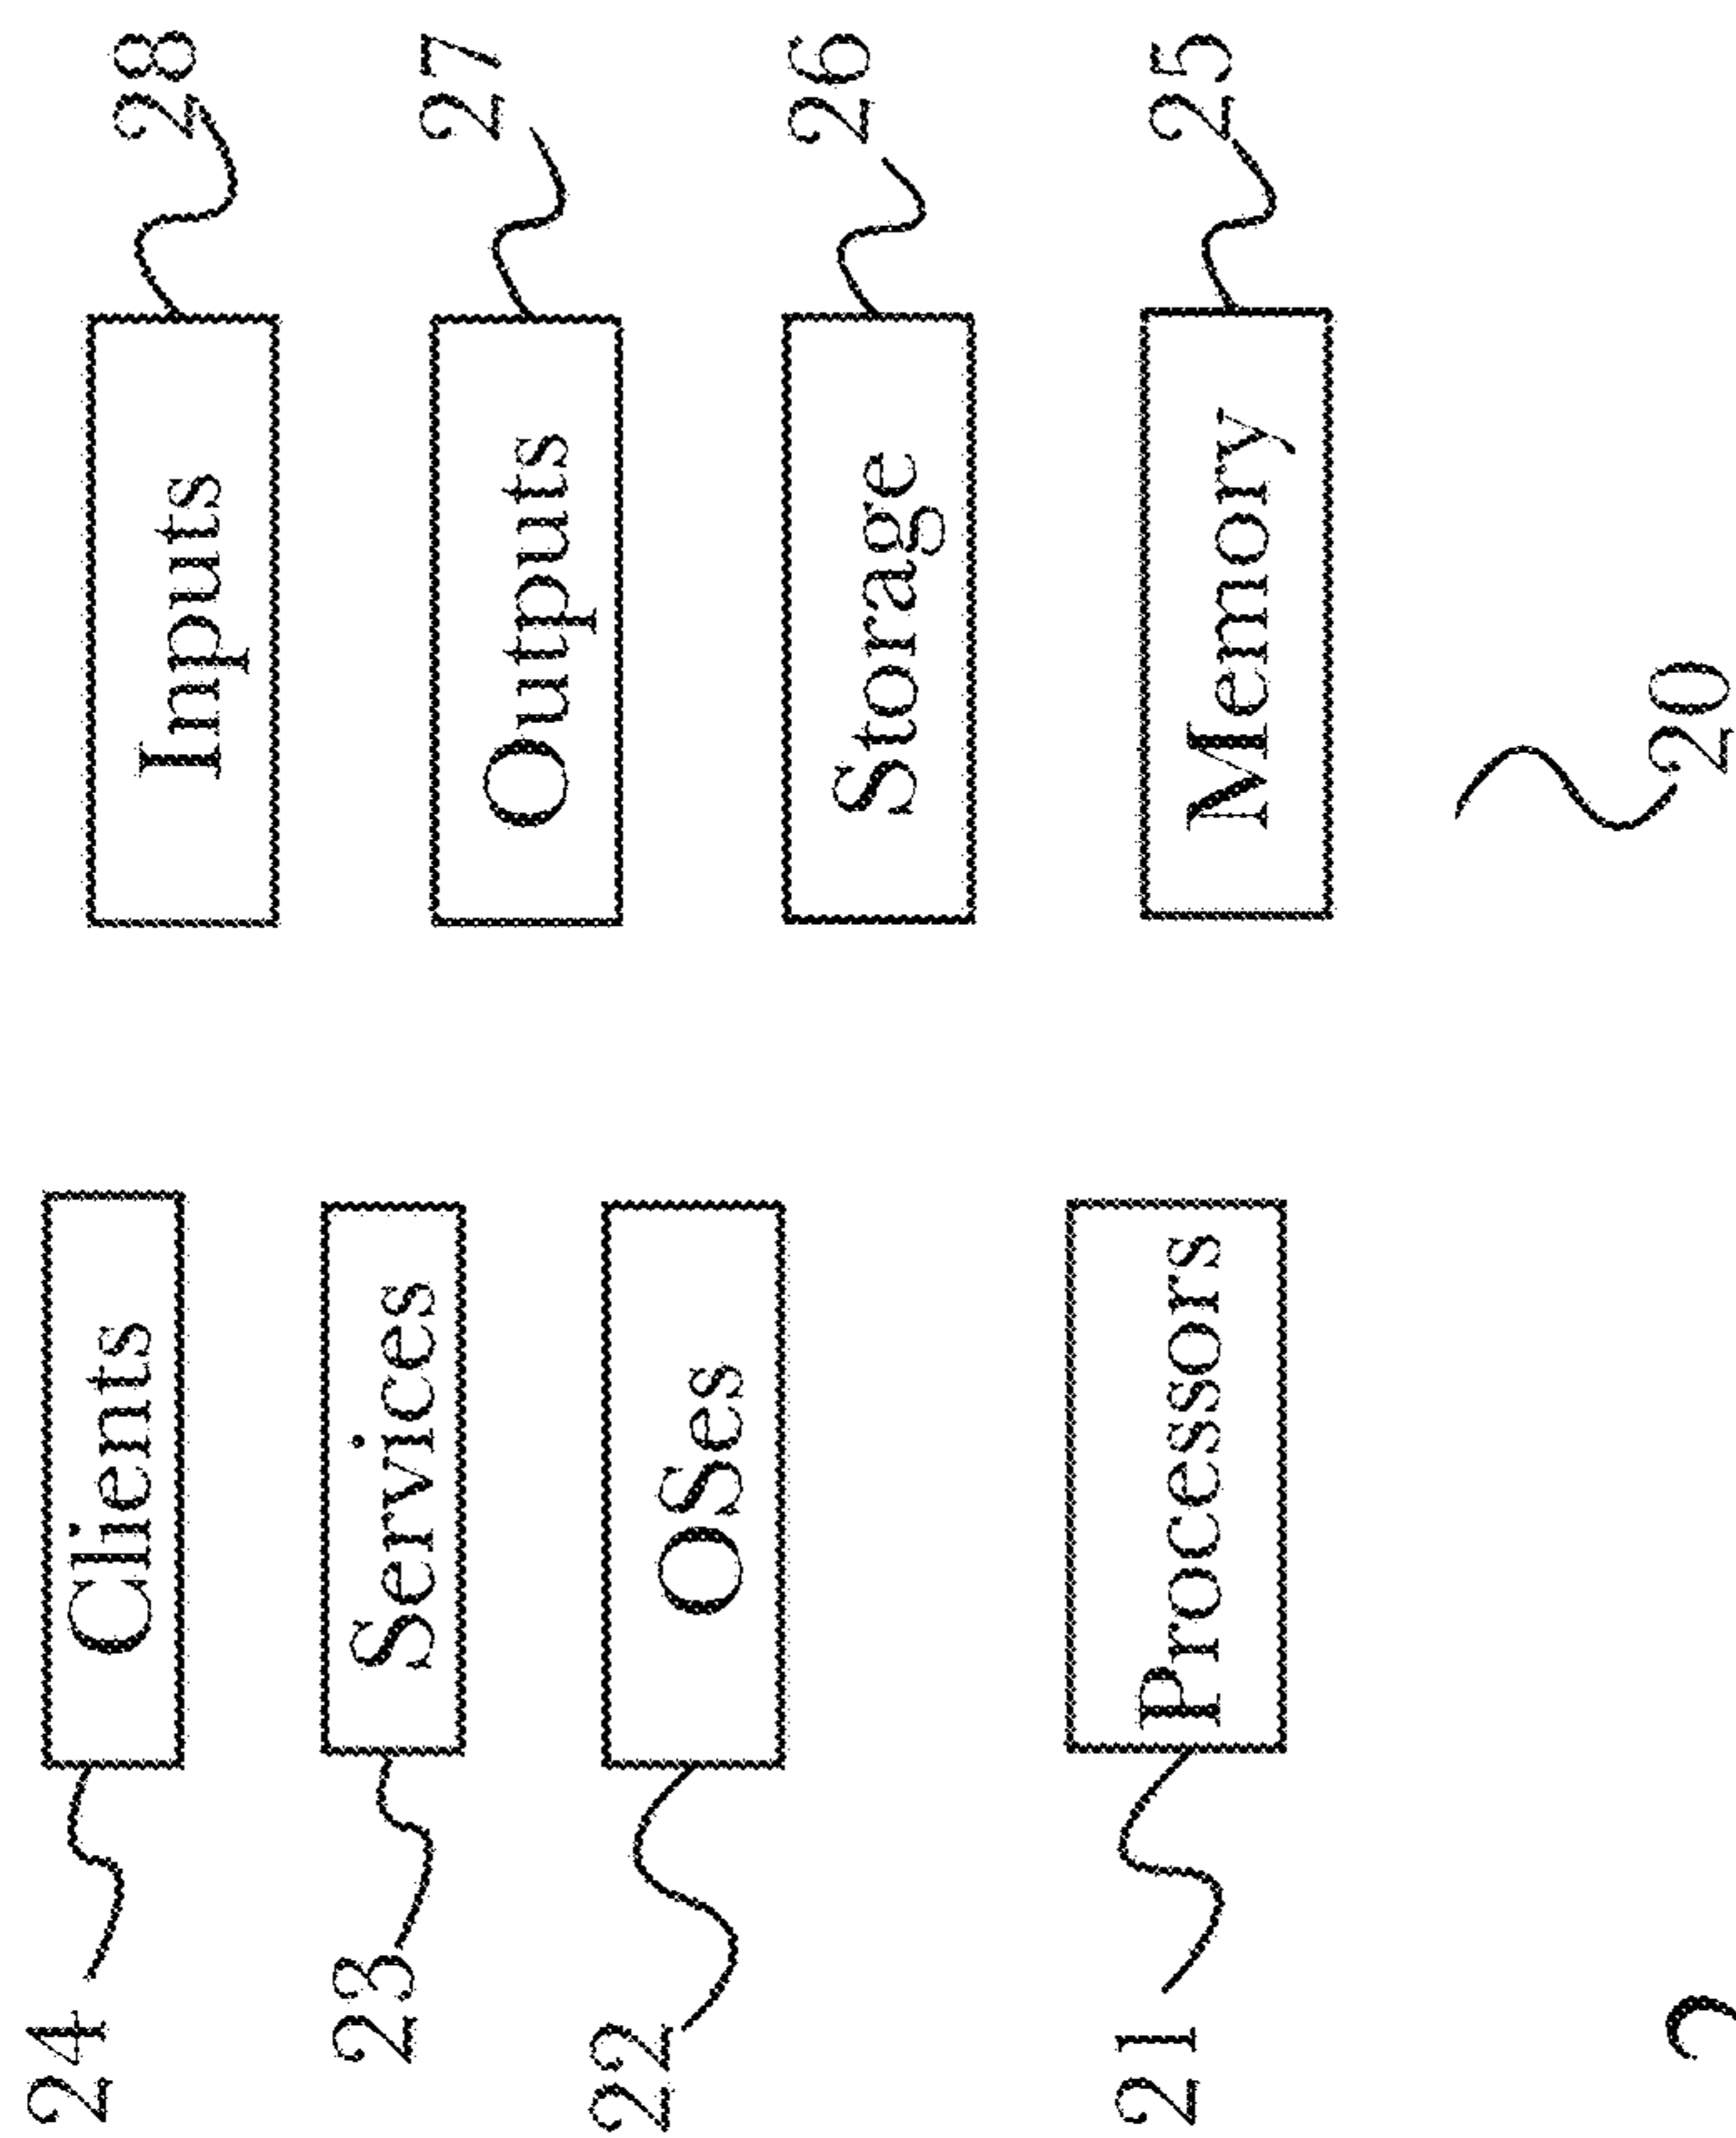 24 Clients Inputs 28
23 Services Outputs 27
22 OSes Storage 26
21 Processors Memory 25
20